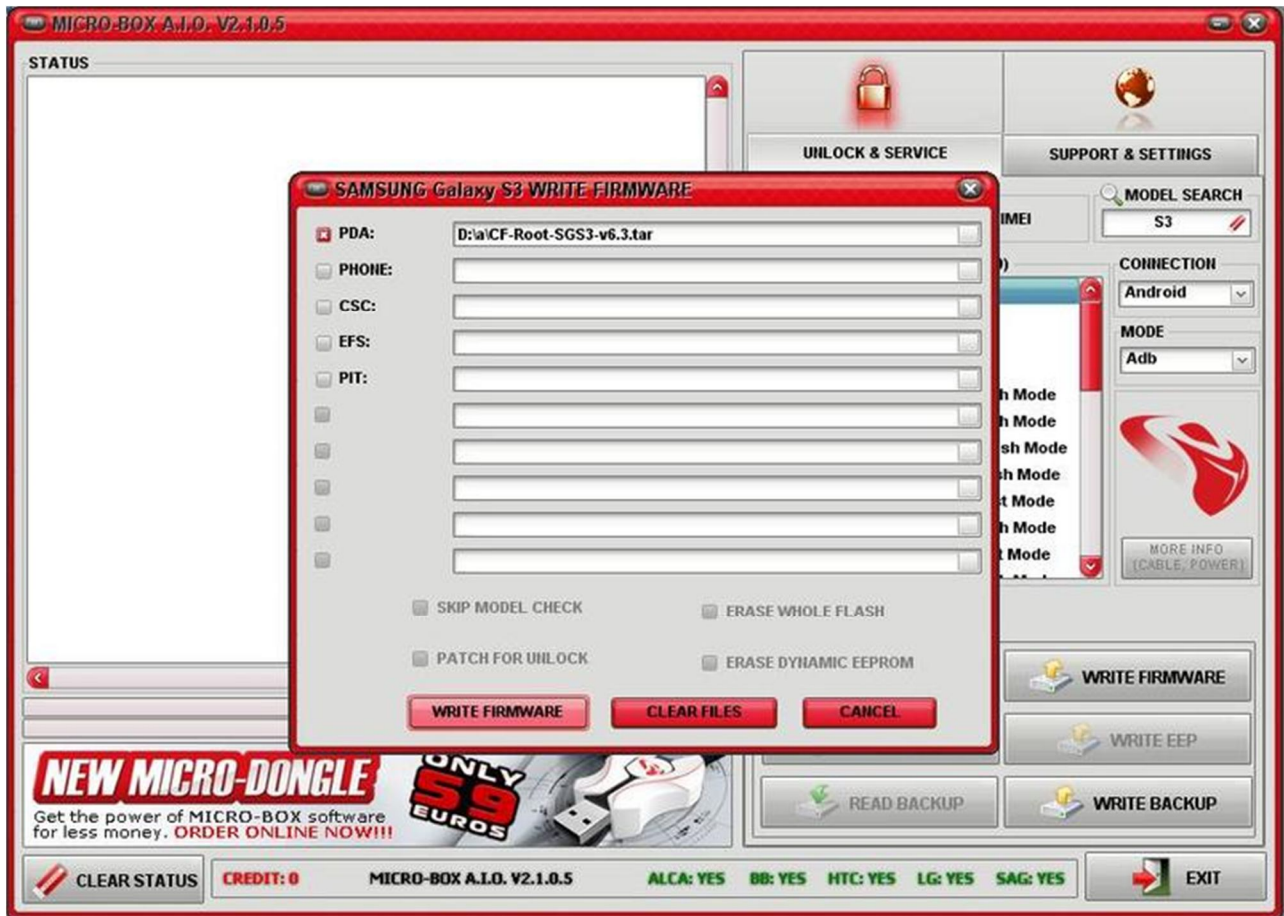 MICRO-BOX A.I.O. V2.1.0.5
STATUS
UNLOCK & SERVICE
SUPPORT & SETTINGS
SAMSUNG Galaxy S3 WRITE FIRMWARE
IMEI
MODEL SEARCH
S3
PDA:
D:\a\CF-Root-SGS3-v6.3.tar
PHONE:
CSC:
EFS:
PIT:
CONNECTION
Android
MODE
Adb
h Mode
h Mode
sh Mode
sh Mode
t Mode
h Mode
t Mode
MORE INFO
(CABLE, POWER)
SKIP MODEL CHECK
ERASE WHOLE FLASH
PATCH FOR UNLOCK
ERASE DYNAMIC EEPROM
WRITE FIRMWARE
CLEAR FILES
CANCEL
WRITE FIRMWARE
WRITE EEP
READ BACKUP
WRITE BACKUP
NEW MICRO-DONGLE
Get the power of MICRO-BOX software
for less money. ORDER ONLINE NOW!!!
ONLY
59
EUROS
CLEAR STATUS
CREDIT: 0
MICRO-BOX A.I.O. V2.1.0.5
ALCA: YES
BB: YES
HTC: YES
LG: YES
SAG: YES
EXIT